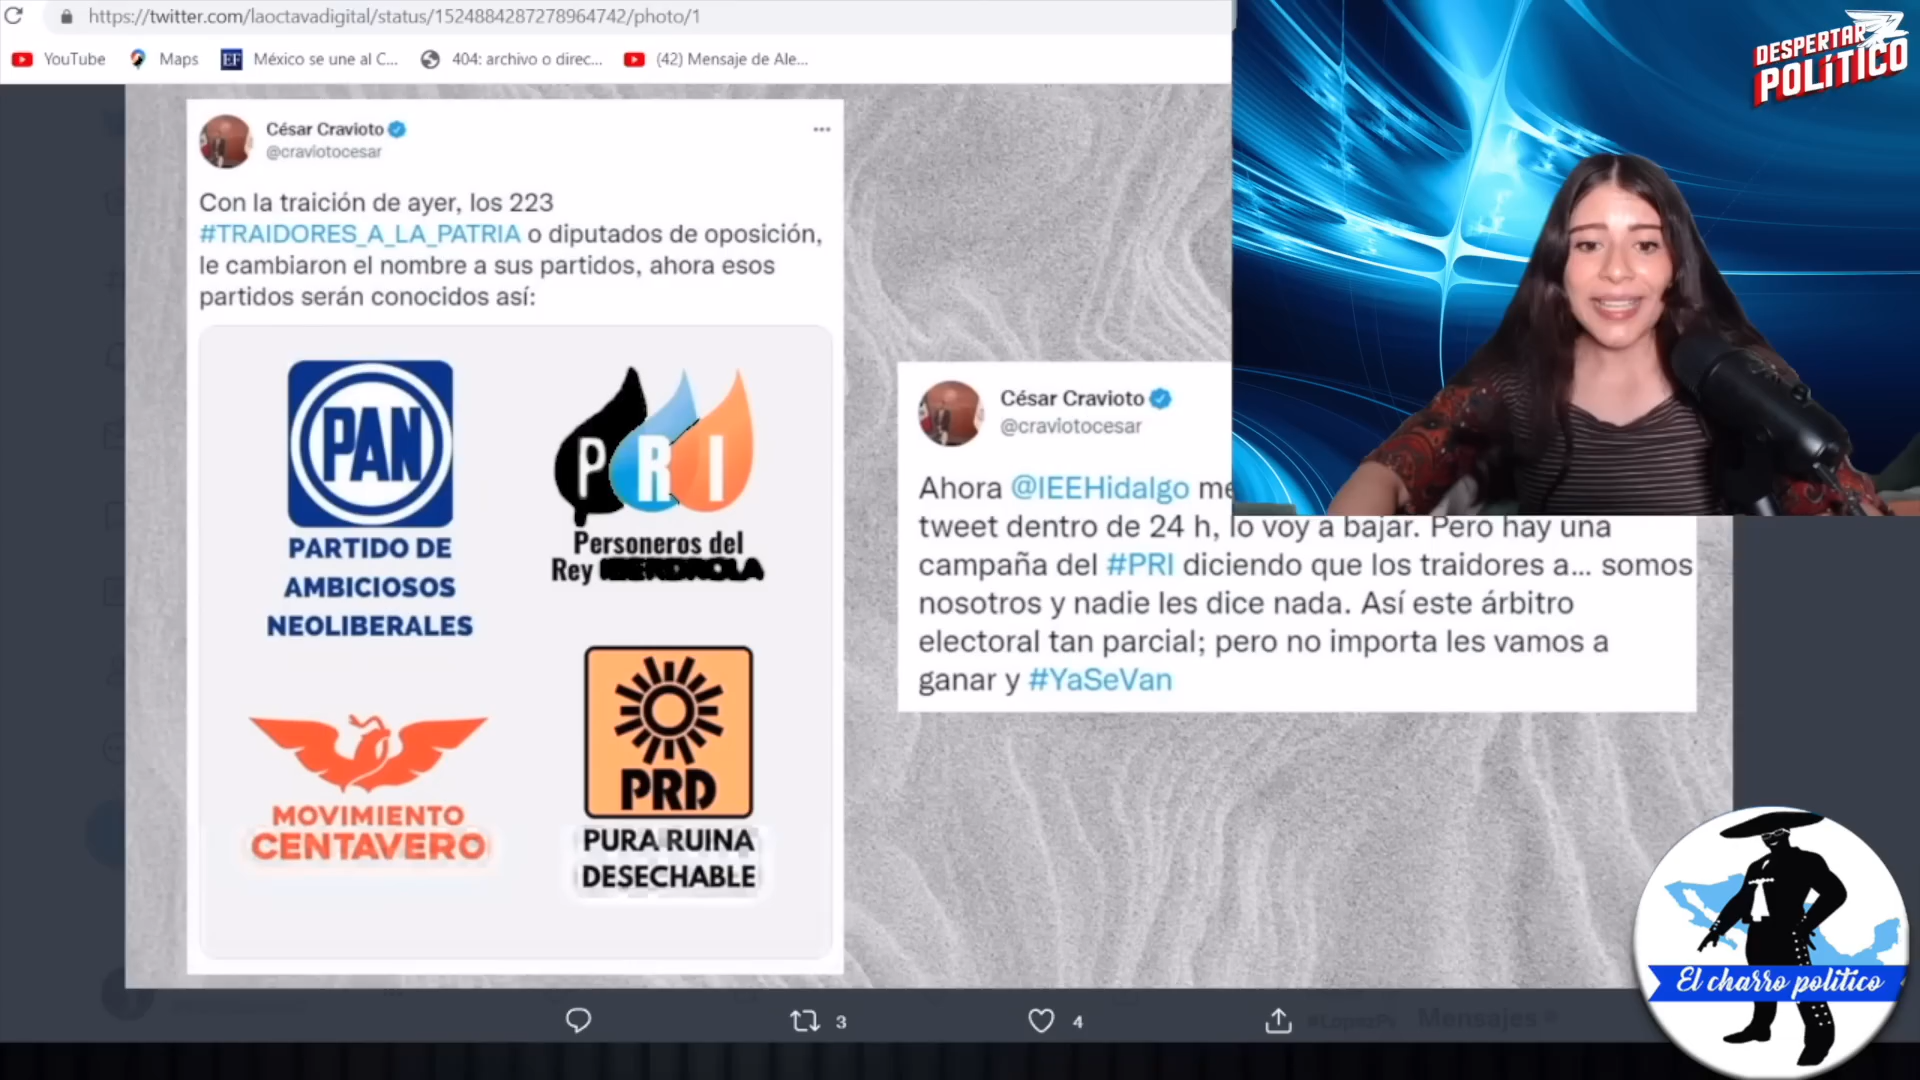 https://twitter.com/laoctavadigital/status/1524884287278964742/photo/1
YouTube
Maps
EF
México se une al C...
404: archivo o direc...
(42) Mensaje de Ale...
DESPERTAR
POLÍTICO
César Cravioto
@craviotocesar
Con la traición de ayer, los 223
#TRAIDORES_A_LA_PATRIA o diputados de oposición,
le cambiaron el nombre a sus partidos, ahora esos
partidos serán conocidos así:
PAN
PARTIDO DE
AMBICIOSOS
NEOLIBERALES
PRI
Personeros del
Rey IBERDROLA
MOVIMIENTO
CENTAVERO
PRD
PURA RUINA
DESECHABLE
César Cravioto
@craviotocesar
Ahora @IEEHidalgo me
tweet dentro de 24 h, lo voy a bajar. Pero hay una
campaña del #PRI diciendo que los traidores a... somos
nosotros y nadie les dice nada. Así este árbitro
electoral tan parcial; pero no importa les vamos a
ganar y #YaSeVan
El charro político
3
4
Mensajes